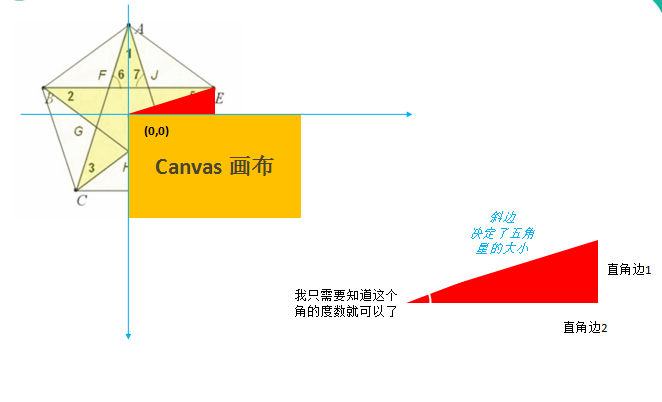 A
1
F 6 7 J
B 2 5 E
(0,0)
G
Canvas 画布
3 H
C
斜边
决定了五角
星的大小
直角边1
我只需要知道这个
角的度数就可以了
直角边2